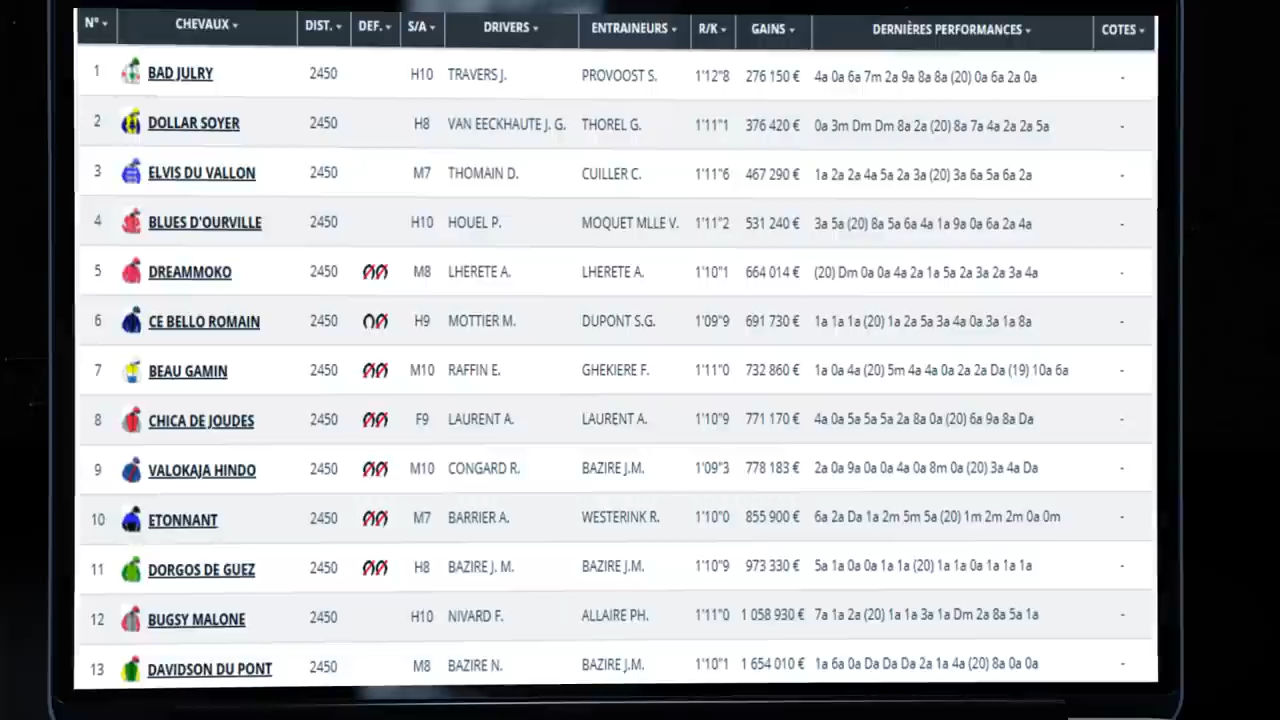 N° CHEVAUX DIST. DEF. S/A DRIVERS ENTRAINEURS R/K GAINS DERNIÈRES PERFORMANCES COTES
1 BAD JULRY 2450 H10 TRAVERS J. PROVOOST S. 1'12"8 276 150 € 4a 0a 6a 7m 2a 9a 8a 8a (20) 0a 6a 2a 0a -
2 DOLLAR SOYER 2450 H8 VAN EECKHAUTE J. G. THOREL G. 1'11"1 376 420 € 0a 3m Dm Dm 8a 2a (20) 8a 7a 4a 2a 2a 5a -
3 ELVIS DU VALLON 2450 M7 THOMAIN D. CUILLER C. 1'11"6 467 290 € 1a 2a 2a 4a 5a 2a 3a (20) 3a 6a 5a 6a 2a -
4 BLUES D'OURVILLE 2450 H10 HOUEL P. MOQUET MLLE V. 1'11"2 531 240 € 3a 5a (20) 8a 5a 6a 4a 1a 9a 0a 6a 2a 4a -
5 DREAMMOKO 2450 M8 LHERETE A. LHERETE A. 1'10"1 664 014 € (20) Dm 0a 0a 4a 2a 1a 5a 2a 3a 2a 3a 4a -
6 CE BELLO ROMAIN 2450 H9 MOTTIER M. DUPONT S.G. 1'09"9 691 730 € 1a 1a 1a (20) 1a 2a 5a 3a 4a 0a 3a 1a 8a -
7 BEAU GAMIN 2450 M10 RAFFIN E. GHEKIERE F. 1'11"0 732 860 € 1a 0a 4a (20) 5m 4a 4a 0a 2a 2a Da (19) 10a 6a -
8 CHICA DE JOUDES 2450 F9 LAURENT A. LAURENT A. 1'10"9 771 170 € 4a 0a 5a 5a 5a 2a 8a 0a (20) 6a 9a 8a Da -
9 VALOKAJA HINDO 2450 M10 CONGARD R. BAZIRE J.M. 1'09"3 778 183 € 2a 0a 9a 0a 0a 4a 0a 8m 0a (20) 3a 4a Da -
10 ETONNANT 2450 M7 BARRIER A. WESTERINK R. 1'10"0 855 900 € 6a 2a Da 1a 2m 5m 5a (20) 1m 2m 2m 0a 0m -
11 DORGOS DE GUEZ 2450 H8 BAZIRE J. M. BAZIRE J.M. 1'10"9 973 330 € 5a 1a 0a 0a 1a 1a (20) 1a 1a 0a 1a 1a 1a -
12 BUGSY MALONE 2450 H10 NIVARD F. ALLAIRE PH. 1'11"0 1 058 930 € 7a 1a 2a (20) 1a 1a 3a 1a Dm 2a 8a 5a 1a -
13 DAVIDSON DU PONT 2450 M8 BAZIRE N. BAZIRE J.M. 1'10"1 1 654 010 € 1a 6a 0a Da Da Da 2a 1a 4a (20) 8a 0a 0a -